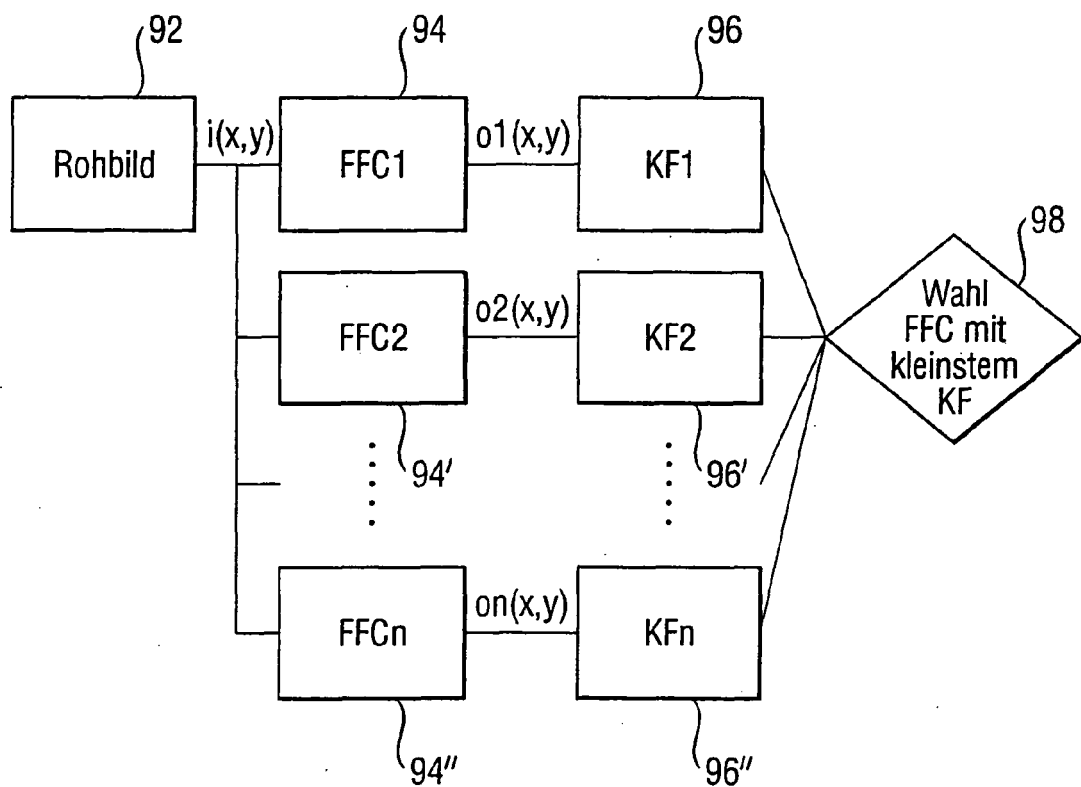 92
94
96
Rohbild
i(x,y)
FFC1
o1(x,y)
KF1
98
Wahl
FFC mit
kleinstem
KF
FFC2
o2(x,y)
KF2
94'
96'
FFCn
on(x,y)
KFn
94"
96"